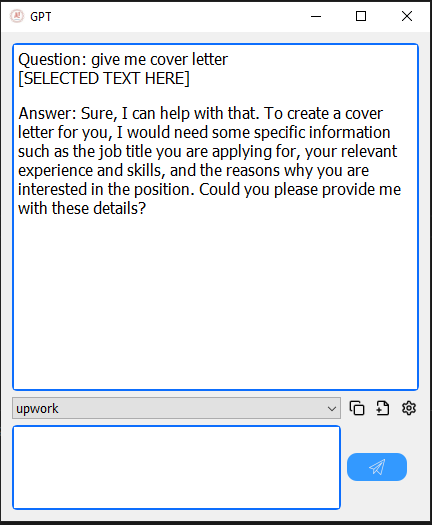 GPT
Question: give me cover letter
[SELECTED TEXT HERE]
Answer: Sure, I can help with that. To create a cover
letter for you, I would need some specific information
such as the job title you are applying for, your relevant
experience and skills, and the reasons why you are
interested in the position. Could you please provide me
with these details?
upwork